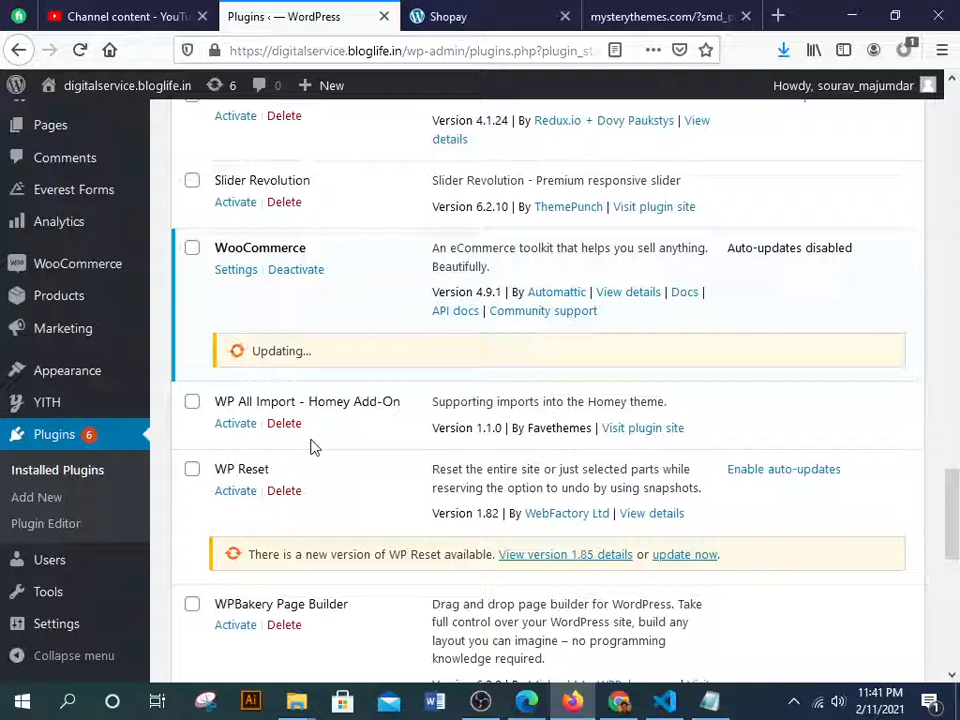 Channel content - YouTu
Plugins ‹ — WordPress
Shopay
mysterythemes.com/?smd_p
https://digitalservice.bloglife.in/wp-admin/plugins.php?plugin_st
1
digitalservice.bloglife.in
6
0
New
Howdy, sourav_majumdar
Pages
Comments
Everest Forms
Analytics
WooCommerce
Products
Marketing
Appearance
YITH
Plugins 6
Installed Plugins
Add New
Plugin Editor
Users
Tools
Settings
Collapse menu
Activate | Delete
Version 4.1.24 | By Redux.io + Dovy Paukstys | View
details
Slider Revolution
Activate | Delete
Slider Revolution - Premium responsive slider
Version 6.2.10 | By ThemePunch | Visit plugin site
WooCommerce
Settings | Deactivate
An eCommerce toolkit that helps you sell anything.
Beautifully.
Version 4.9.1 | By Automattic | View details | Docs |
API docs | Community support
Auto-updates disabled
Updating...
WP All Import - Homey Add-On
Activate | Delete
Supporting imports into the Homey theme.
Version 1.1.0 | By Favethemes | Visit plugin site
WP Reset
Activate | Delete
Reset the entire site or just selected parts while
reserving the option to undo by using snapshots.
Version 1.82 | By WebFactory Ltd | View details
Enable auto-updates
There is a new version of WP Reset available. View version 1.85 details or update now.
WPBakery Page Builder
Activate | Delete
Drag and drop page builder for WordPress. Take
full control over your WordPress site, build any
layout you can imagine – no programming
knowledge required.
11:41 PM
2/11/2021